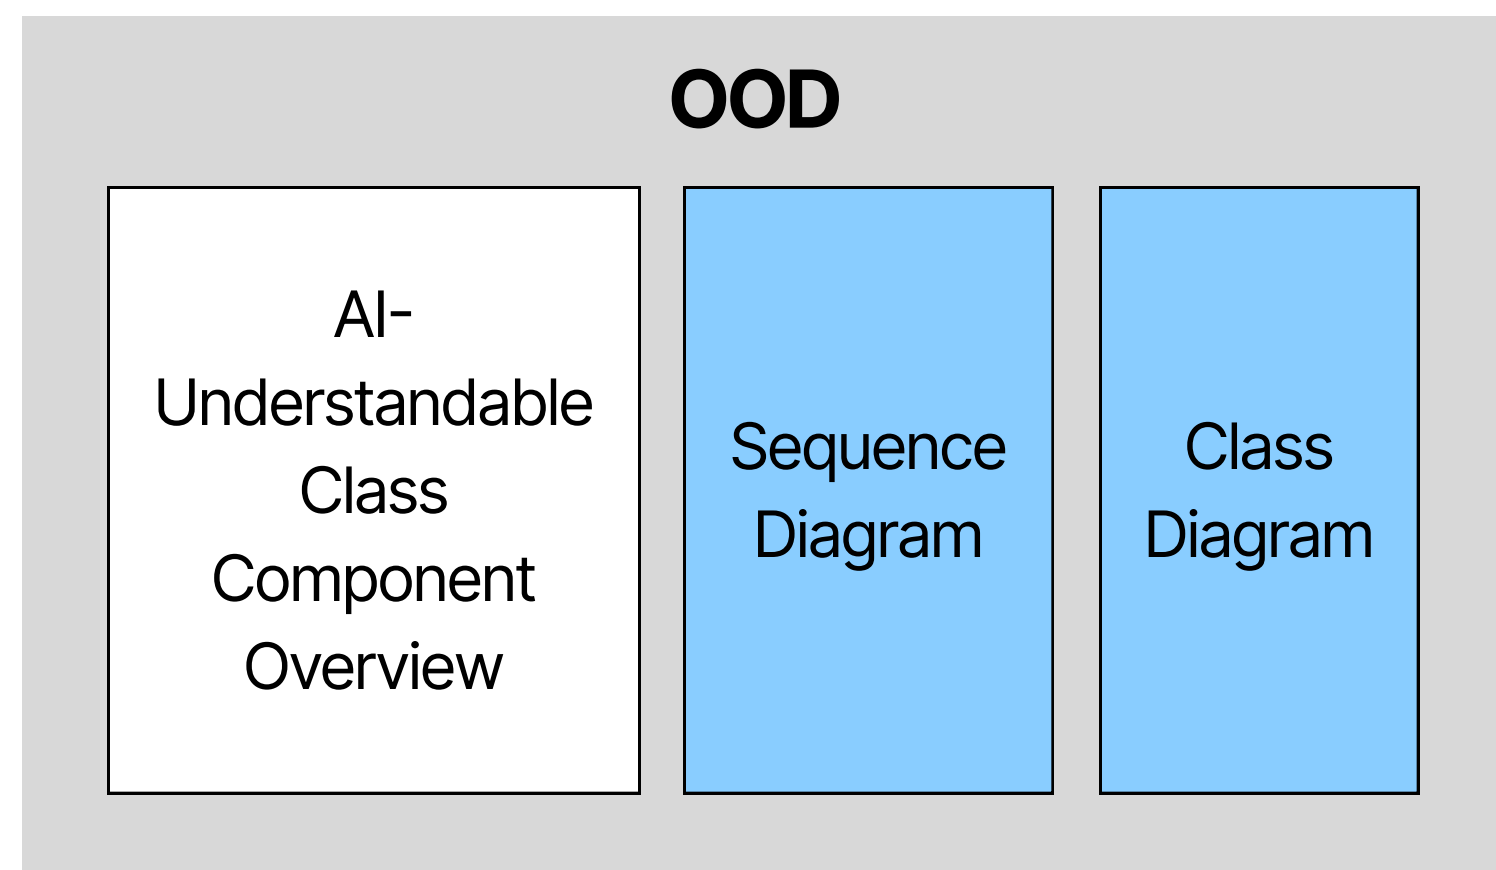 OOD
AI-
Understandable
Class
Component
Overview
Sequence
Diagram
Class
Diagram